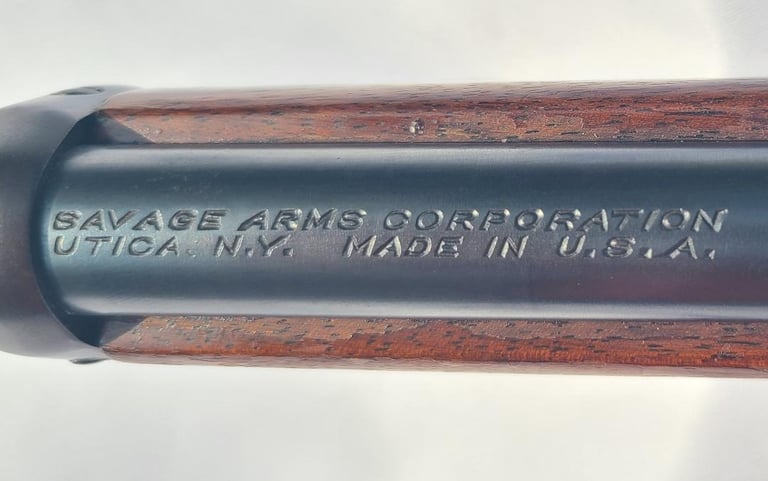 SAVAGE ARMS CORPORATION
UTICA. N.Y. MADE IN U.S.A.